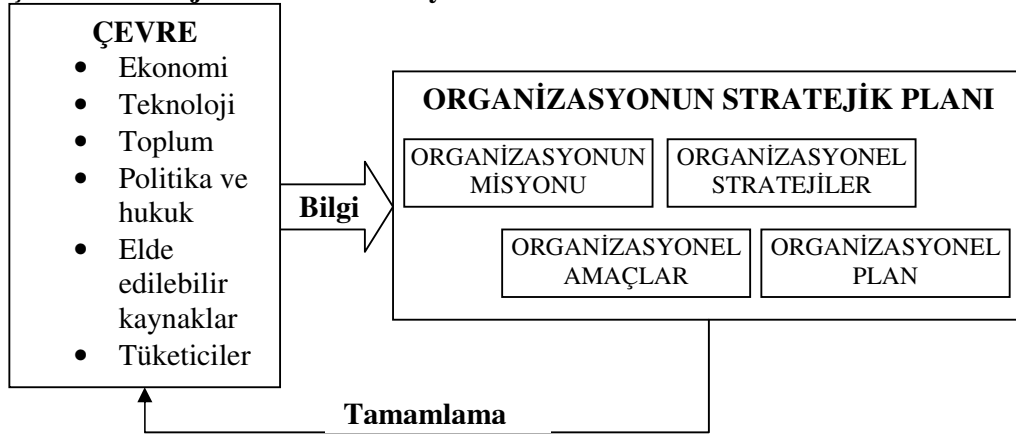 ÇEVRE
• Ekonomi
• Teknoloji
• Toplum
• Politika ve
hukuk
• Elde
edilebilir
kaynaklar
• Tüketiciler
Bilgi
ORGANİZASYONUN STRATEJİK PLANI
ORGANİZASYONUN
MİSYONU
ORGANİZASYONEL
STRATEJİLER
ORGANİZASYONEL
AMAÇLAR
ORGANİZASYONEL
PLAN
Tamamlama